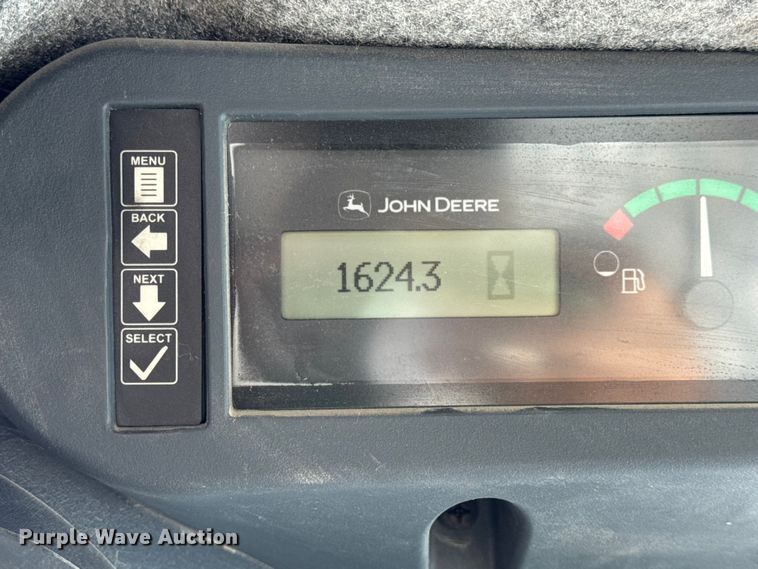 MENU
BACK
NEXT
SELECT
JOHN DEERE
1624.3
Purple Wave Auction